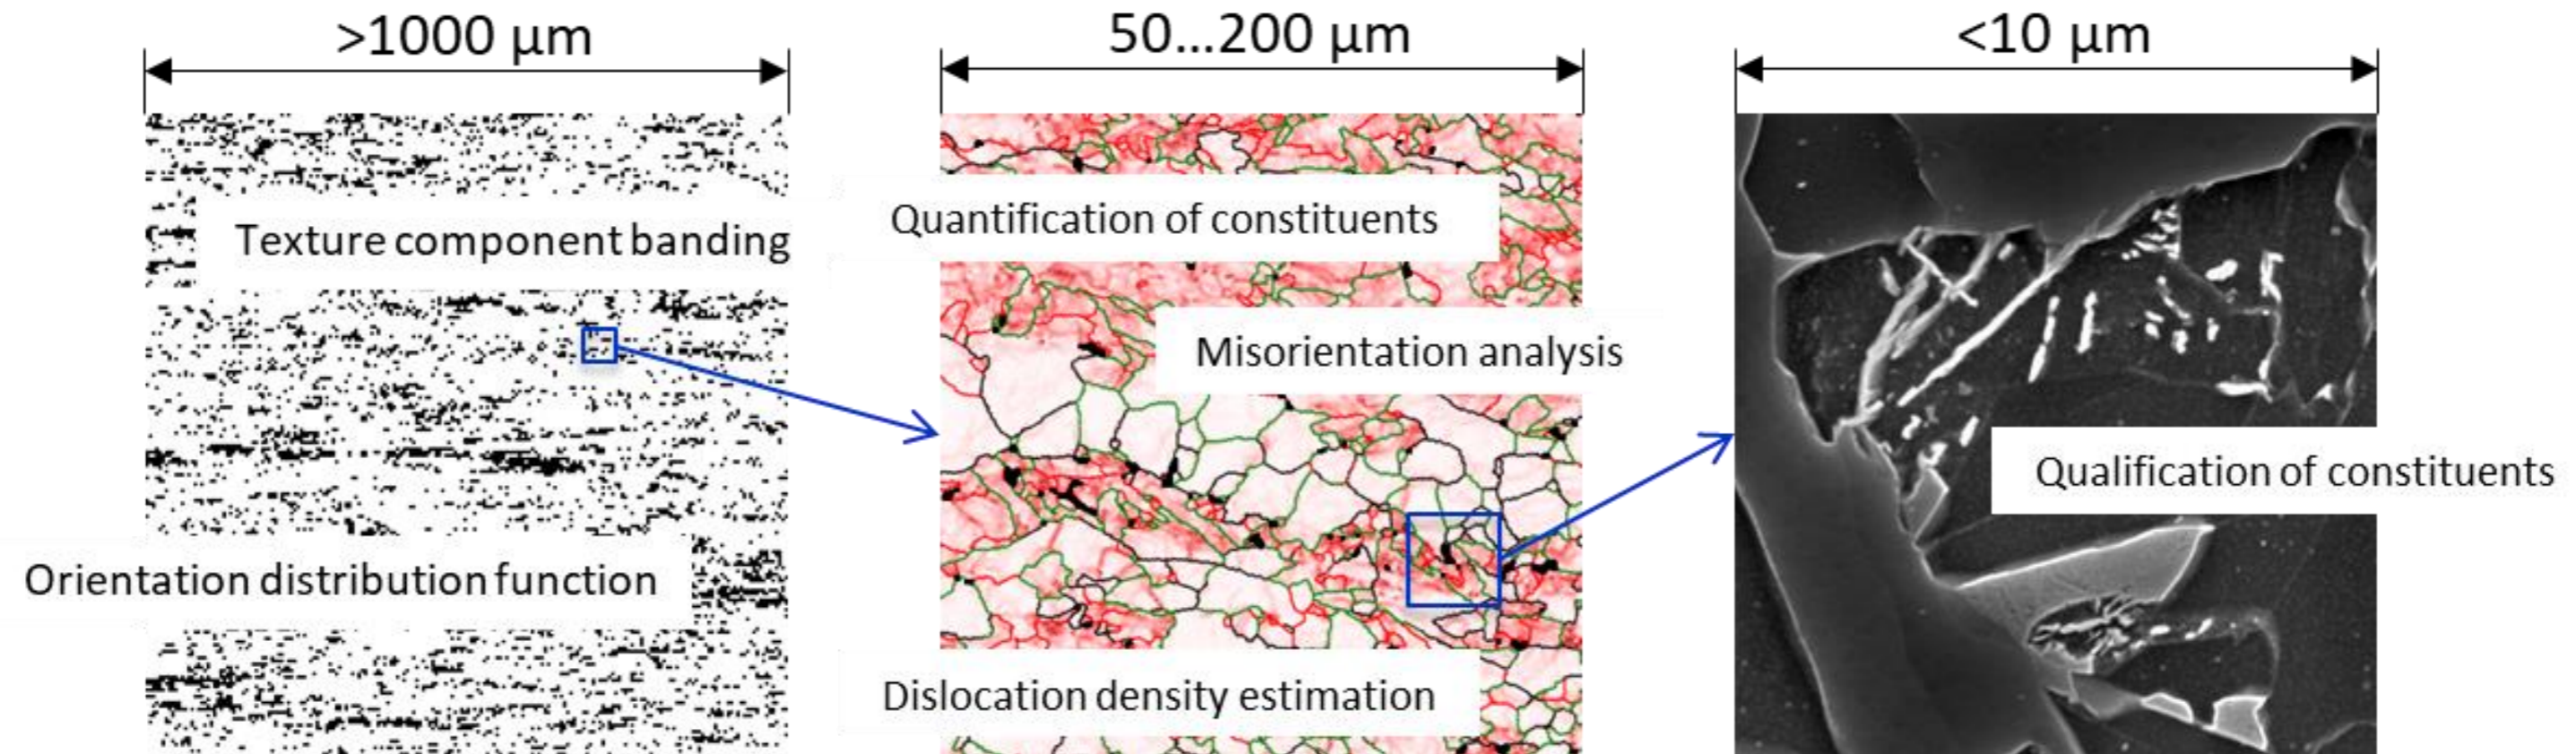 >1000 µm
50...200 µm
<10 µm
Texture component banding
Quantification of constituents
Misorientation analysis
Qualification of constituents
Orientation distribution function
Dislocation density estimation